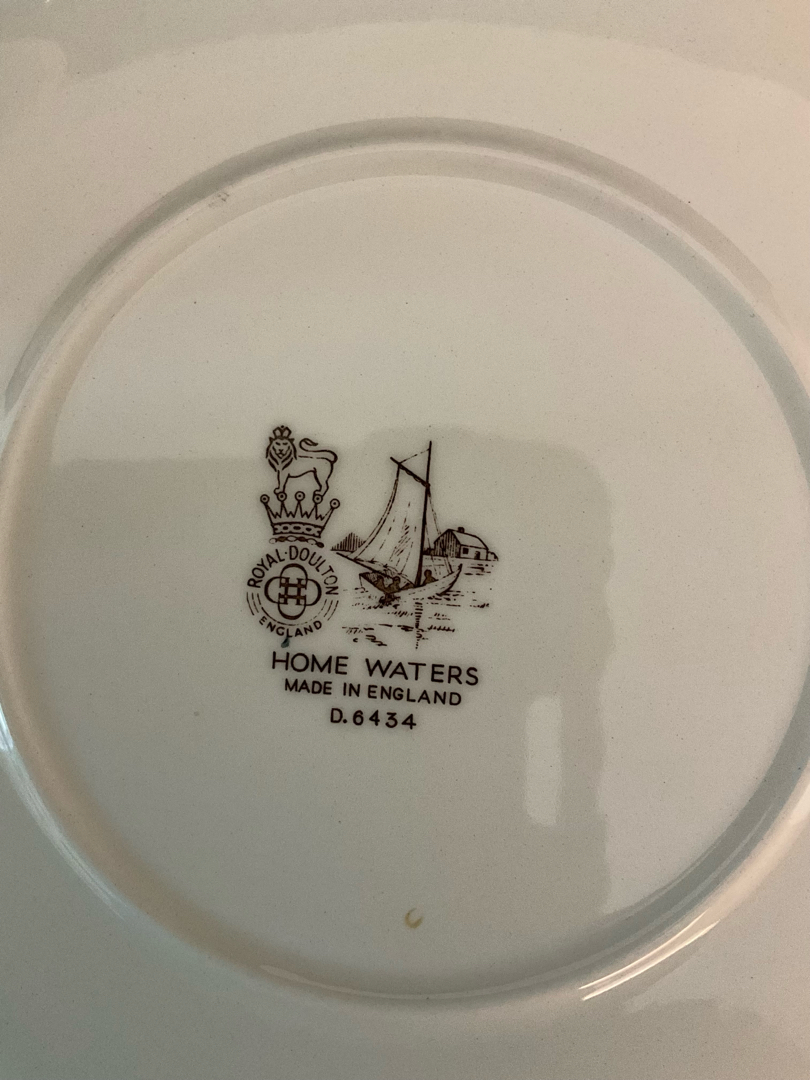 ROYAL·DOULTON
ENGLAND
HOME WATERS
MADE IN ENGLAND
D.6434